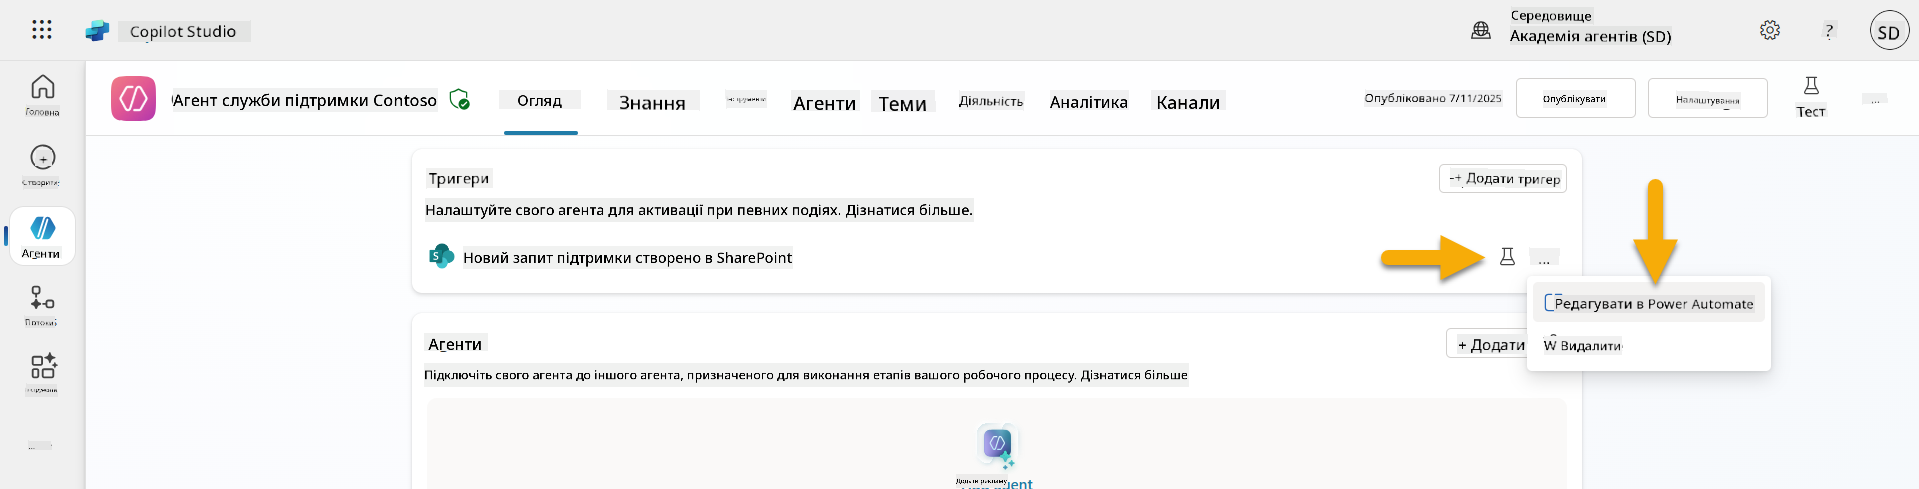 Copilot Studio
Середовище
Академія агентів (SD)
?
SD
Головна
Створити
Агенти
Агент служби підтримки Contoso
Огляд
Знання
Інструменти
Агенти
Теми
Діяльність
Аналітика
Канали
Опубліковано 7/11/2025
Опублікувати
Налаштування
Тест
...
Тригери
+ Додати тригер
Налаштуйте свого агента для активації при певних подіях. Дізнатися більше.
Новий запит підтримки створено в SharePoint
...
Редагувати в Power Automate
Видалити
Агенти
+ Додати
Підключіть свого агента до іншого агента, призначеного для виконання етапів вашого робочого процесу. Дізнатися більше
Додати рекламу